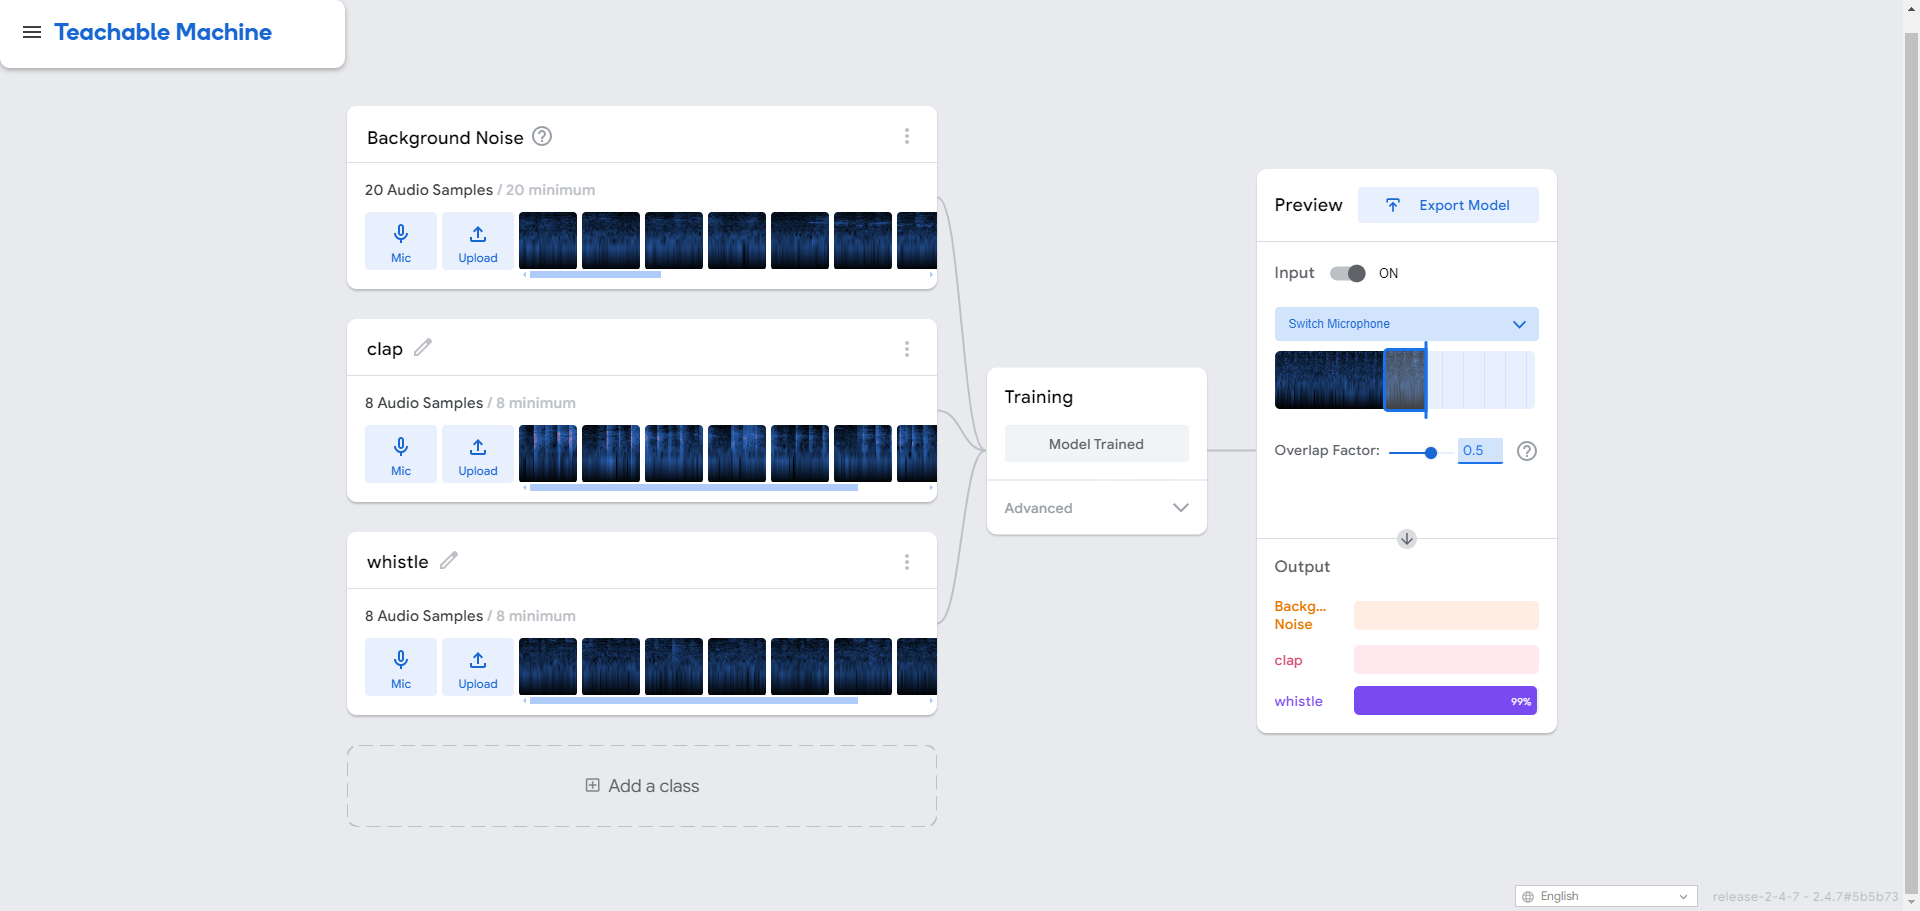 Teachable Machine
Background Noise
20 Audio Samples / 20 minimum
Mic
Upload
clap
8 Audio Samples / 8 minimum
Mic
Upload
whistle
8 Audio Samples / 8 minimum
Mic
Upload
Add a class
Training
Model Trained
Advanced
Preview
Export Model
Input ON
Switch Microphone
Overlap Factor: 0.5
Output
Backg...
Noise
clap
whistle 99%
English
release-2-4-7 - 2.4.7#5b5b73